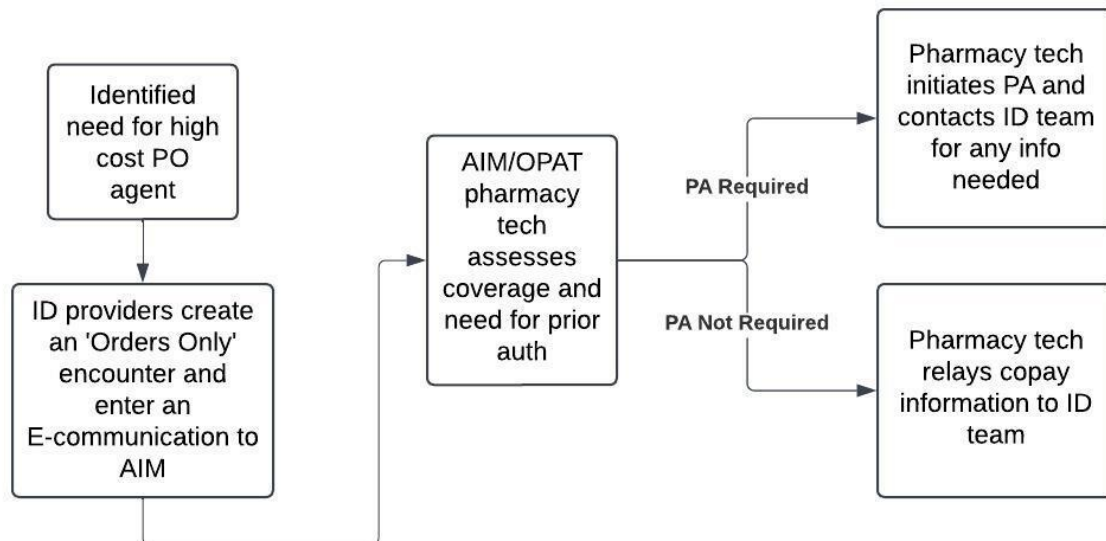 Identified
need for high
cost PO
agent
ID providers create
an 'Orders Only'
encounter and
enter an
E-communication to
AIM
AIM/OPAT
pharmacy
tech
assesses
coverage and
need for prior
auth
PA Required
PA Not Required
Pharmacy tech
initiates PA and
contacts ID team
for any info
needed
Pharmacy tech
relays copay
information to ID
team